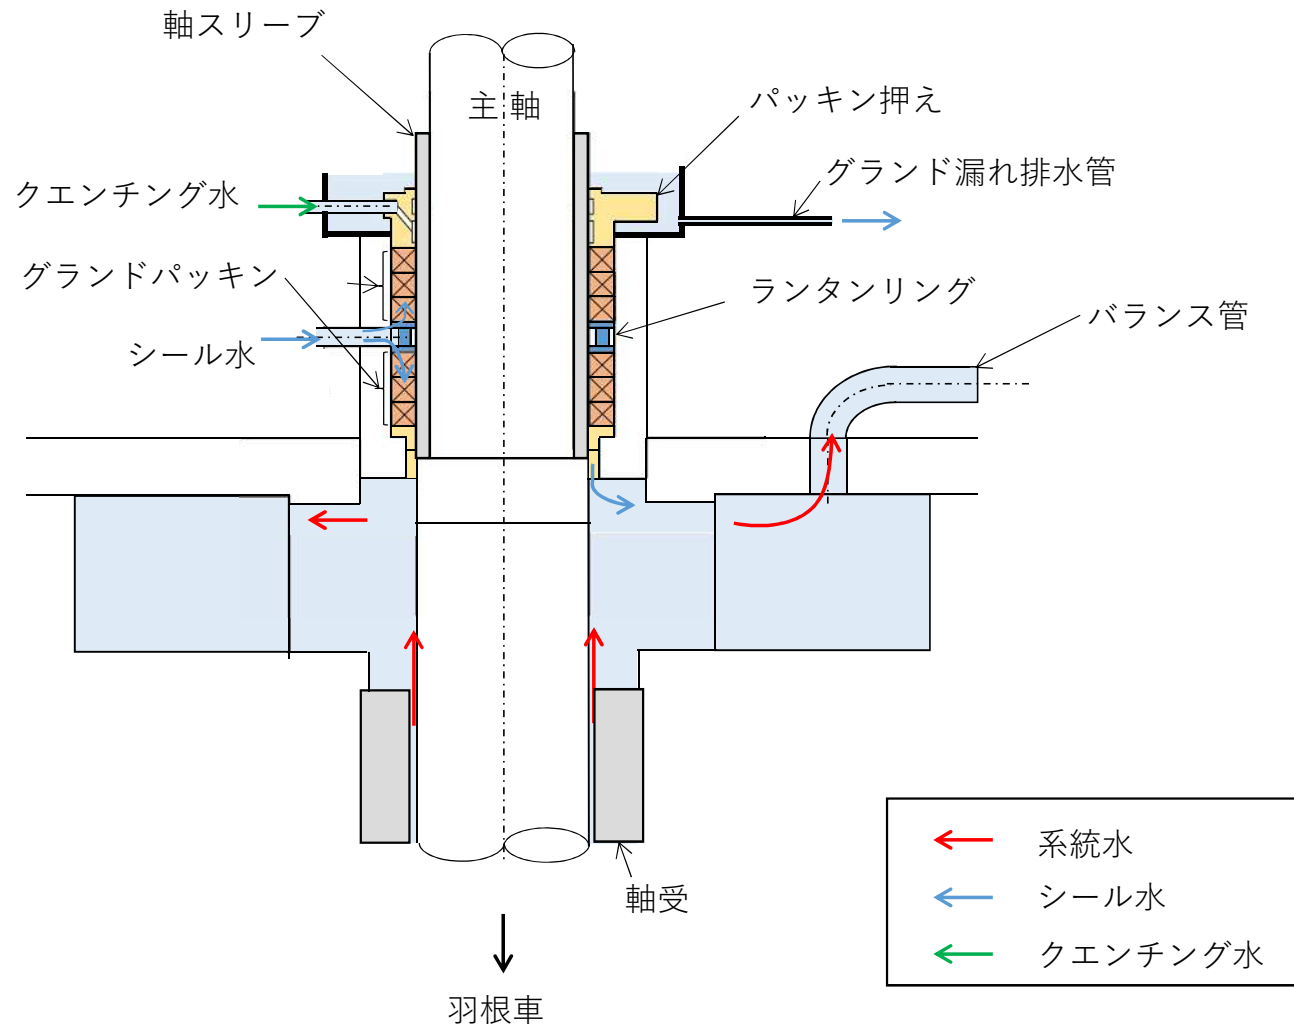 軸スリーブ
主軸
パッキン押え
グランド漏れ排水管
クエンチング水
グランドパッキン
ランタンリング
バランス管
シール水
系統水
シール水
クエンチング水
軸受
羽根車